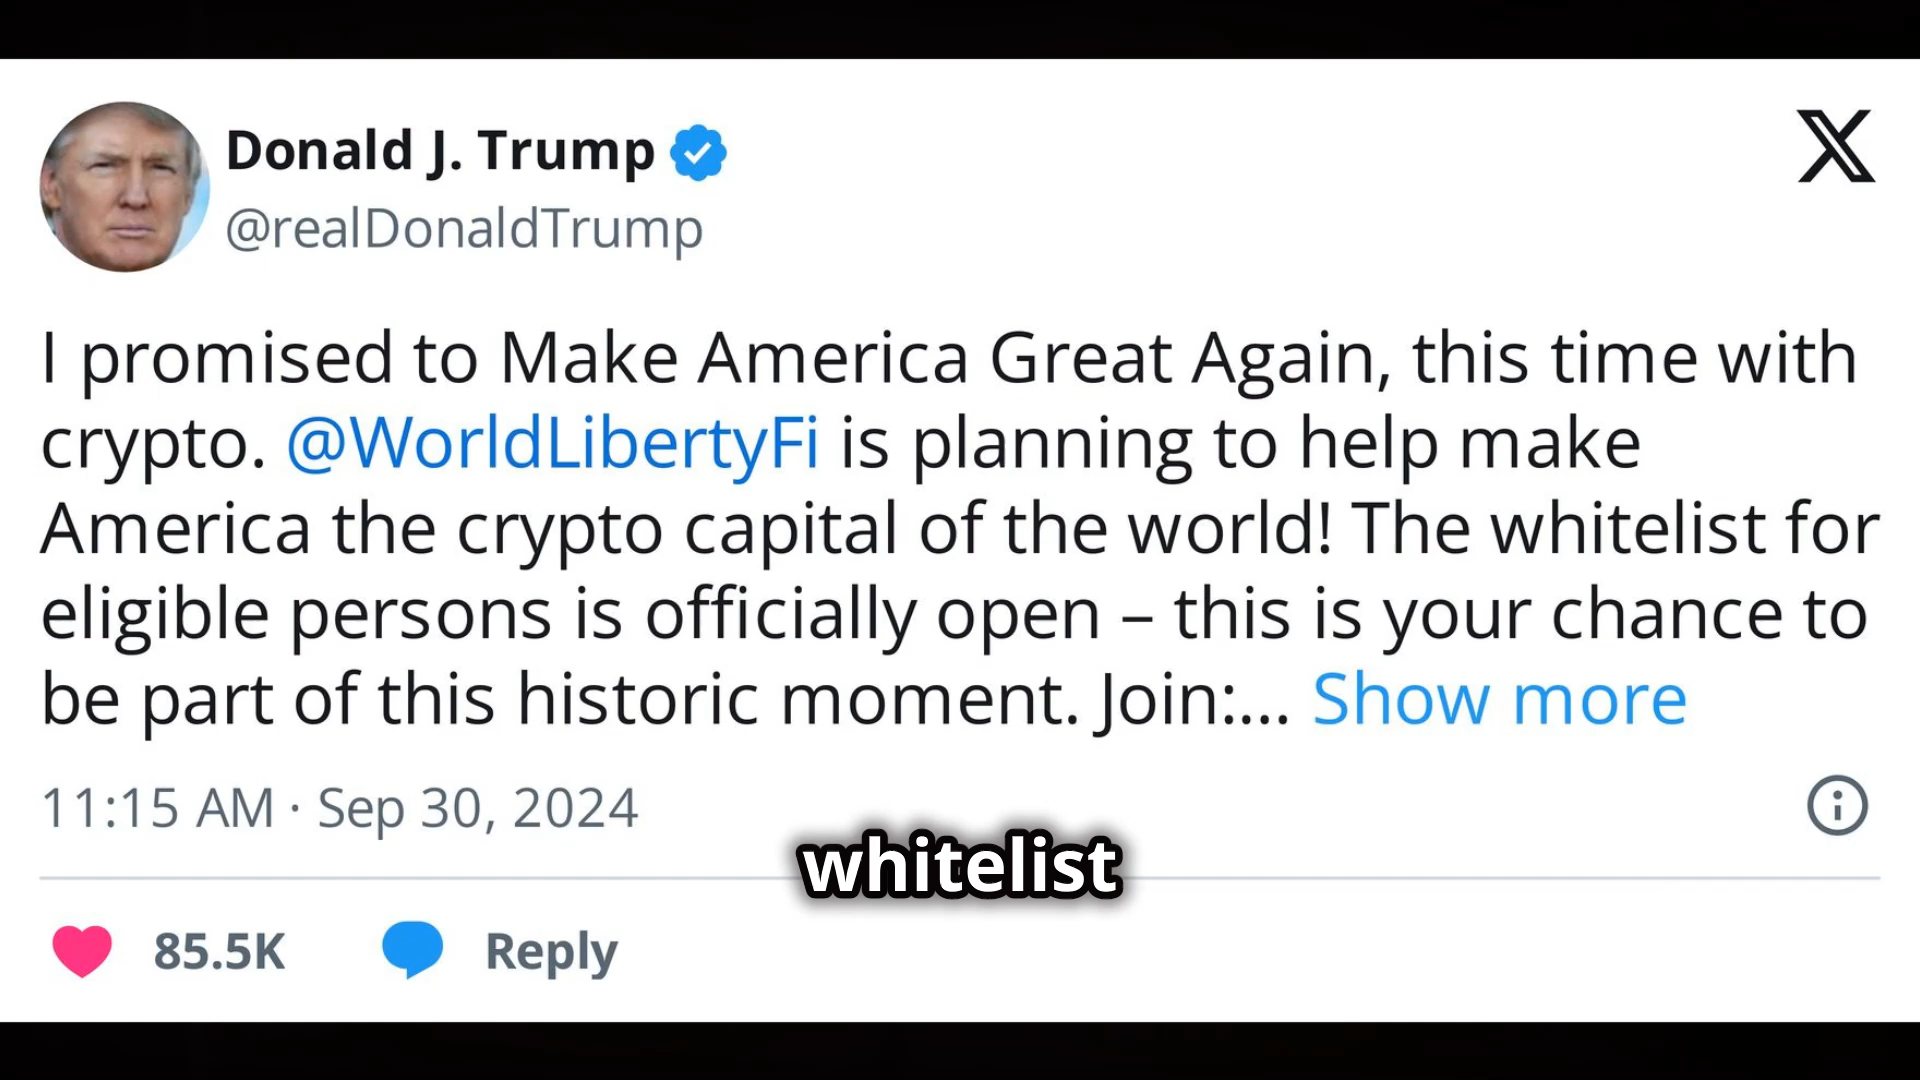 Donald J. Trump
@realDonaldTrump
I promised to Make America Great Again, this time with
crypto. @WorldLibertyFi is planning to help make
America the crypto capital of the world! The whitelist for
eligible persons is officially open – this is your chance to
be part of this historic moment. Join:... Show more
11:15 AM · Sep 30, 2024
whitelist
85.5K Reply